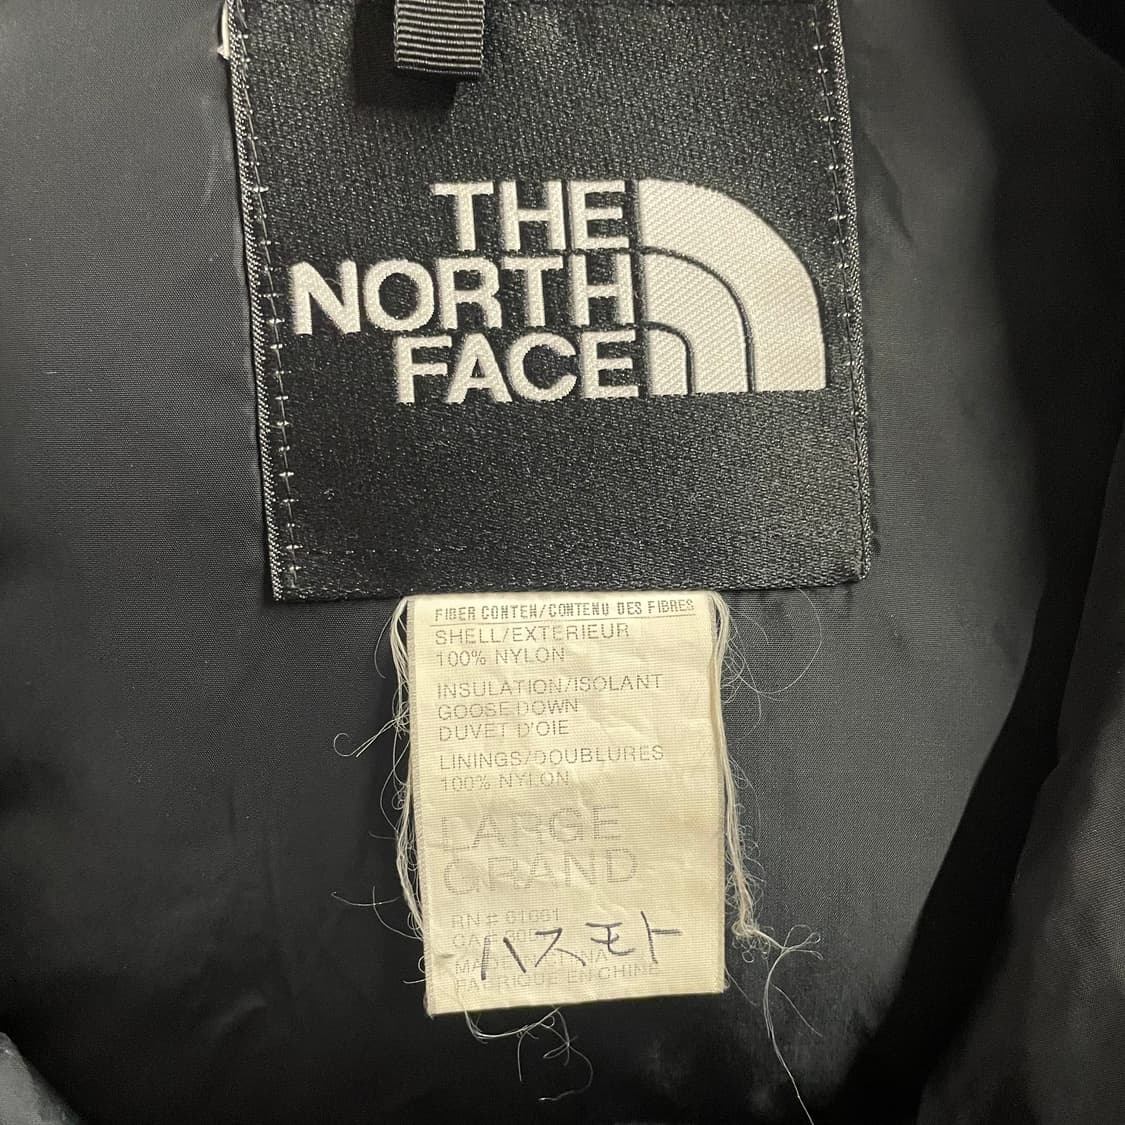 THE
NORTH
FACE
FIBER CONTEN/CONTENU DES FIBRES
SHELL/EXTERIEUR
100% NYLON
INSULATION/ISOLANT
GOOSE DOWN
DUVET D'OIE
LININGS/DOUBLURES
100% NYLON
LARGE
GRAND
RN # 61661
ハスモト
FABRIQUE EN CHINE